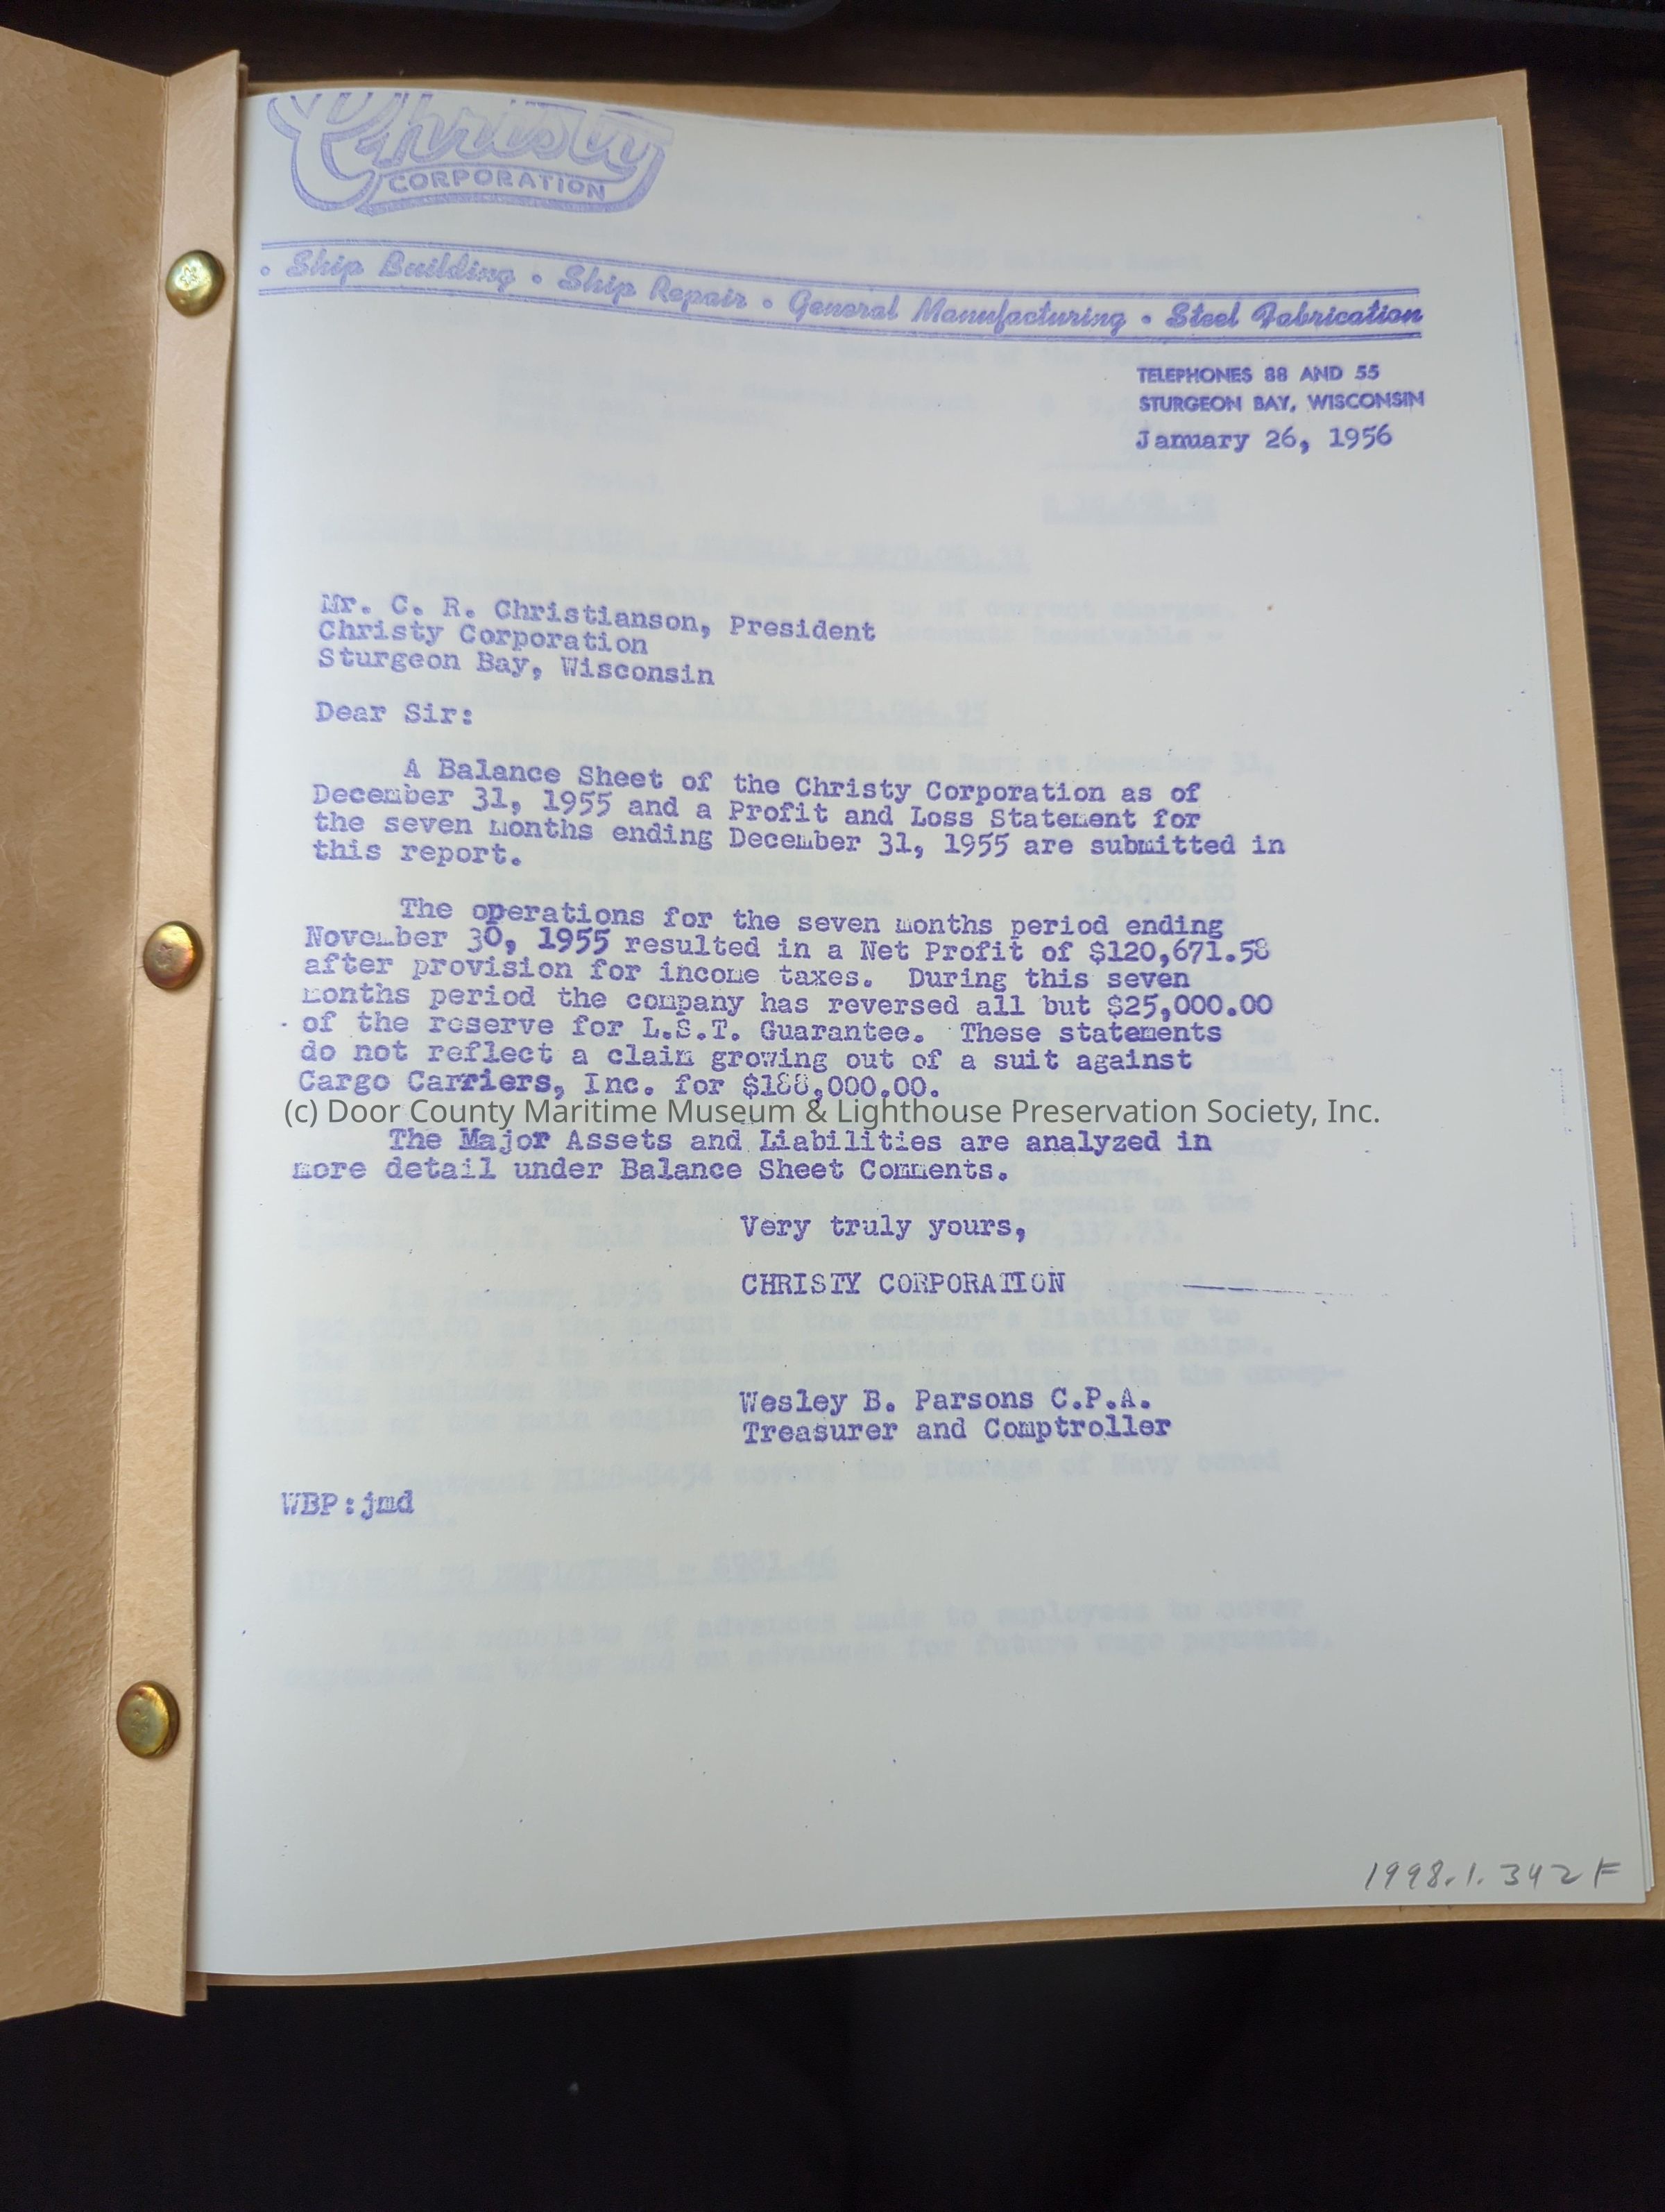 Christy
CORPORATION
• Ship Building • Ship Repair • General Manufacturing • Steel Fabrication
TELEPHONES 88 AND 55
STURGEON BAY, WISCONSIN
January 26, 1956
Mr. C. R. Christianson, President
Christy Corporation
Sturgeon Bay, Wisconsin
Dear Sir:
A Balance Sheet of the Christy Corporation as of
December 31, 1955 and a Profit and Loss Statement for
the seven months ending December 31, 1955 are submitted in
this report.
The operations for the seven months period ending
November 30, 1955 resulted in a Net Profit of $120,671.58
after provision for income taxes. During this seven
months period the company has reversed all but $25,000.00
of the reserve for L.S.T. Guarantee. These statements
do not reflect a claim growing out of a suit against
Cargo Carriers, Inc. for $188,000.00.
(c) Door County Maritime Museum & Lighthouse Preservation Society, Inc.
The Major Assets and Liabilities are analyzed in
more detail under Balance Sheet Comments.
Very truly yours,
CHRISTY CORPORATION
Wesley B. Parsons C.P.A.
Treasurer and Comptroller
WBP:jmd
1998.1.342F